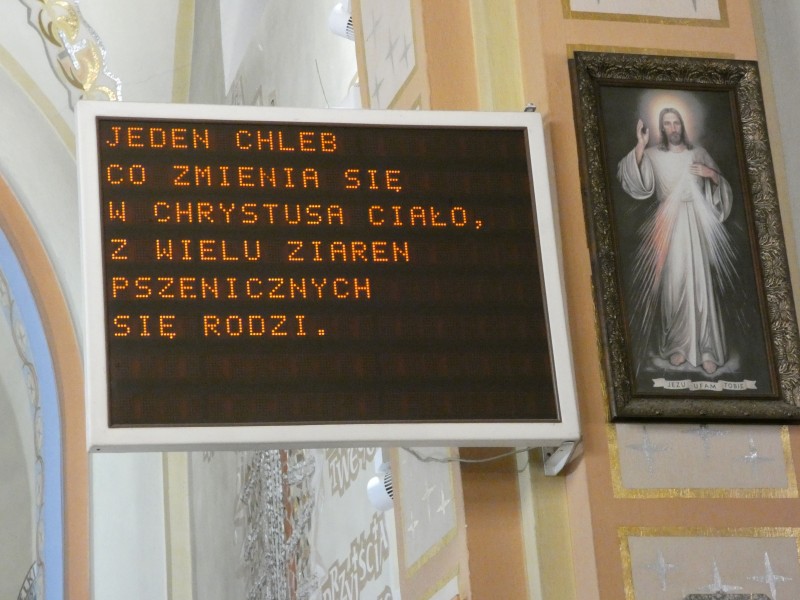 JEDEN CHLEB
CO ZMIENIA SIĘ
W CHRYSTUSA CIAŁO,
Z WIELU ZIAREN
PSZENICZNYCH
SIĘ RODZI.
JEZU UFAM TOBIE